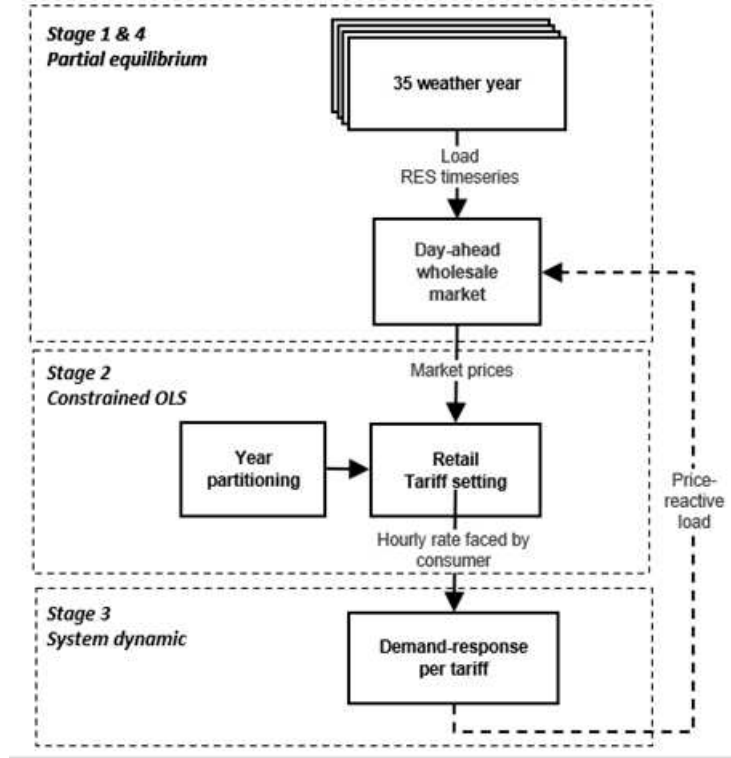 Stage 1 & 4
Partial equilibrium
35 weather year
Load
RES timeseries
Day-ahead
wholesale
market
Stage 2
Constrained OLS
Market prices
Year
partitioning
Retail
Tariff setting
Price-
reactive
load
Hourly rate faced by
consumer
Stage 3
System dynamic
Demand-response
per tariff